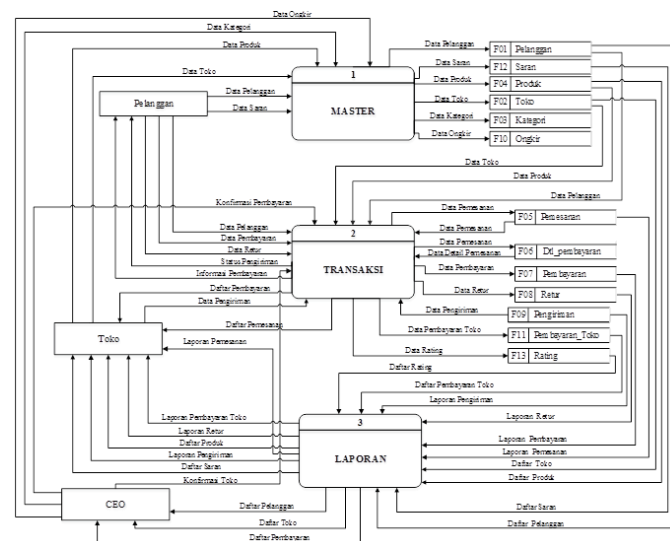 Data Ongkir
Data Kategori
Data Produk
Data Pelanggan
F01 Pelanggan
Data Saran
F12 Saran
Data Toko
1
Data Produk
F04 Produk
Pelanggan
Data Pelanggan
MASTER
Data Toko
F02 Toko
Data Saran
Data Kategori
F03 Kategori
Data Ongkir
F10 Ongkir
Data Toko
Data Produk
Data Pelanggan
Konfirmasi Pembayaran
Data Pemesanan
F05 Pemesanan
Data Pelanggan
2
Data Pemesanan
Data Pembayaran
Data Pemesanan
F06 Dtl_pembayaran
Data Retur
Data Detail Pemesanan
Status Pengiriman
TRANSAKSI
Data Pembayaran
F07 Pembayaran
Informasi Pembayaran
Daftar Pembayaran
Data Retur
F08 Retur
Data Pengiriman
Data Pengiriman
F09 Pengiriman
Daftar Pemesanan
Data Pembayaran Toko
F11 Pembayaran_Toko
Toko
Laporan Pemesanan
Data Rating
F13 Rating
Daftar Rating
Daftar Pembayaran Toko
Laporan Pengiriman
Laporan Pembayaran Toko
3
Laporan Retur
Laporan Retur
Daftar Produk
LAPORAN
Laporan Pembayaran
Laporan Pengiriman
Laporan Pemesanan
Daftar Saran
Daftar Toko
Konfirmasi Toko
Daftar Produk
CEO
Daftar Pelanggan
Daftar Saran
Daftar Toko
Daftar Pelanggan
Daftar Pembayaran